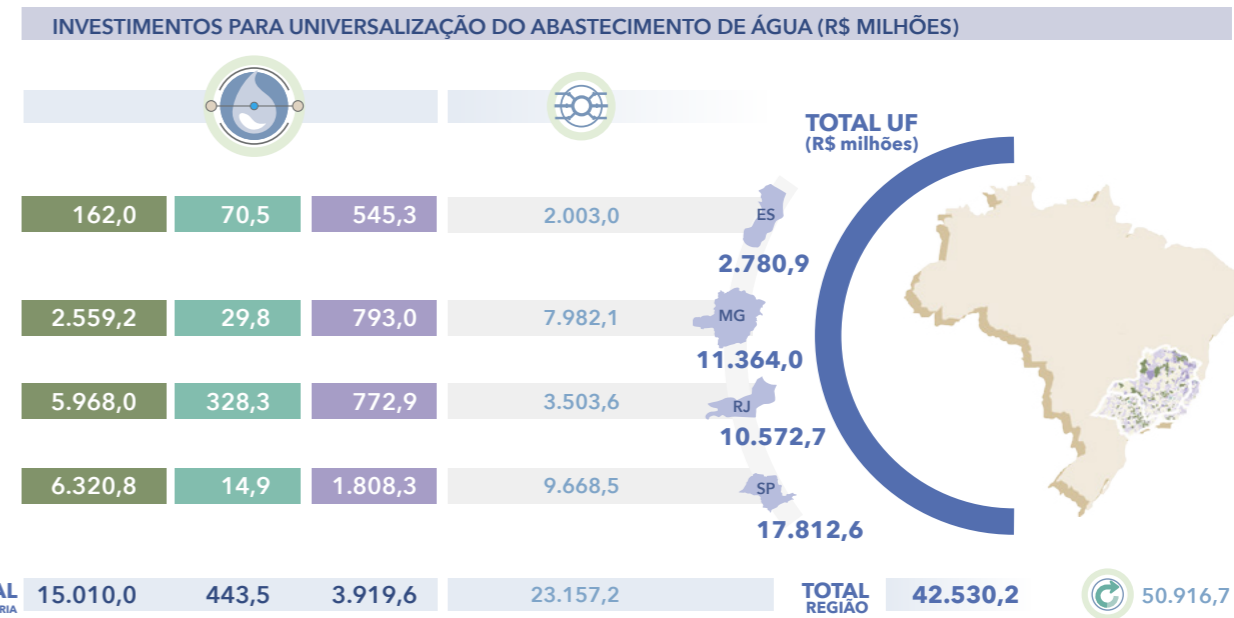 INVESTIMENTOS PARA UNIVERSALIZAÇÃO DO ABASTECIMENTO DE ÁGUA (R$ MILHÕES)
TOTAL UF
(R$ milhões)
162,0 70,5 545,3 2.003,0 ES
2.780,9
2.559,2 29,8 793,0 7.982,1 MG
11.364,0
5.968,0 328,3 772,9 3.503,6 RJ
10.572,7
6.320,8 14,9 1.808,3 9.668,5 SP
17.812,6
15.010,0 443,5 3.919,6 23.157,2 TOTAL REGIÃO 42.530,2 50.916,7